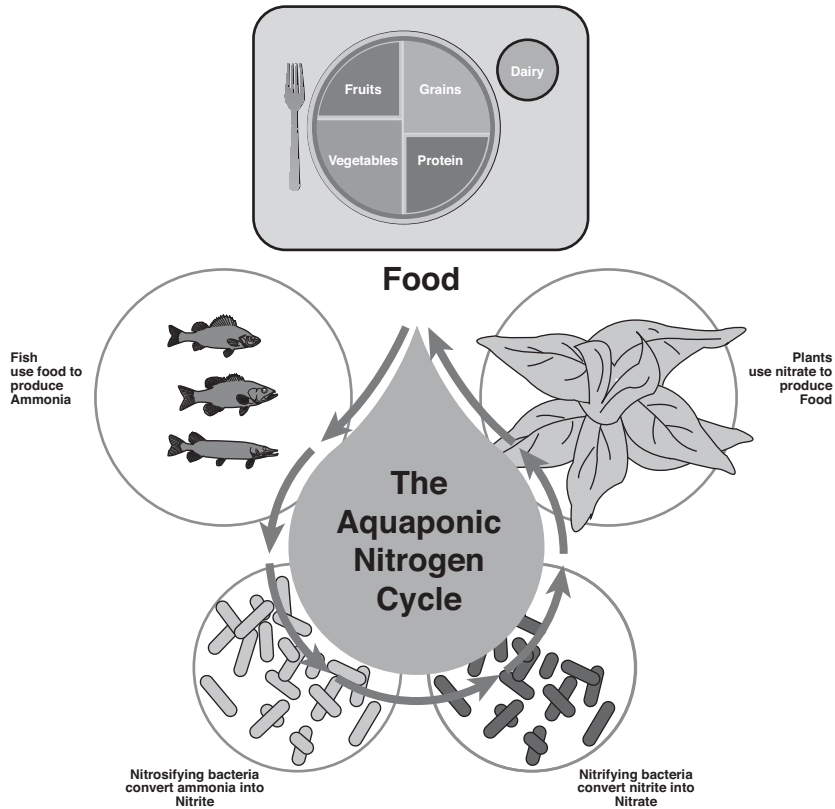 Dairy
Fruits
Grains
Vegetables
Protein
Food
Fish
use food to
produce
Ammonia
Plants
use nitrate to
produce
Food
The
Aquaponic
Nitrogen
Cycle
Nitrosifying bacteria
convert ammonia into
Nitrite
Nitrifying bacteria
convert nitrite into
Nitrate